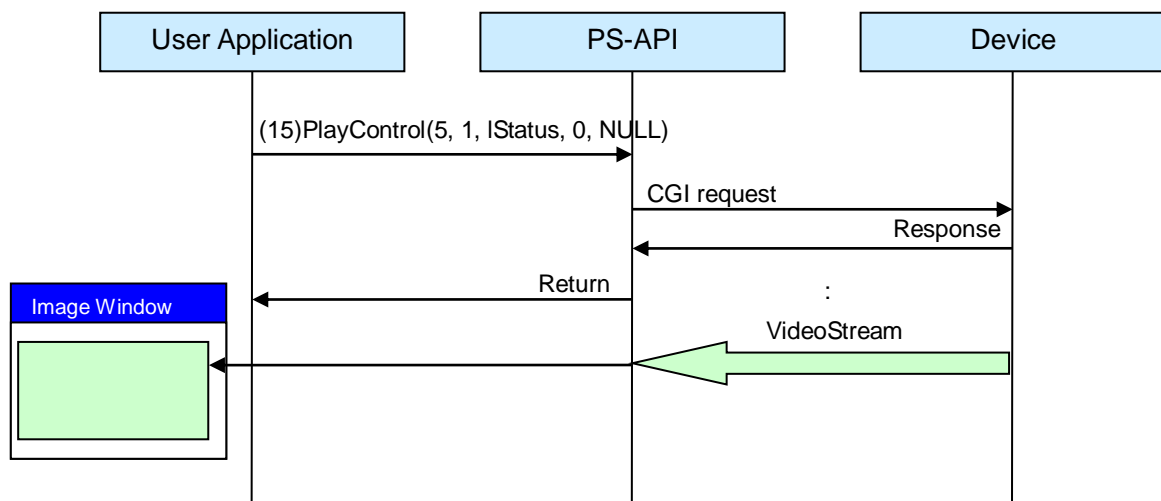 User Application
PS-API
Device
(15)PlayControl(5, 1, lStatus, 0, NULL)
CGI request
Response
Return
:
Image Window
VideoStream